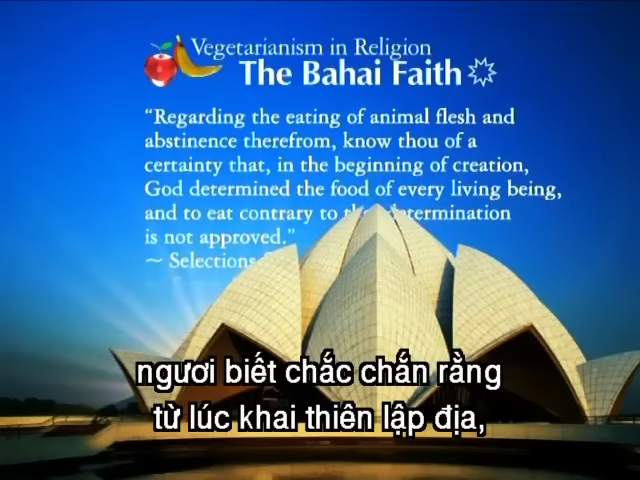 Vegetarianism in Religion
The Bahai Faith
“Regarding the eating of animal flesh and
abstinence therefrom, know thou of a
certainty that, in the beginning of creation,
God determined the food of every living being,
and to eat contrary to
is not approved.”
~ Selections
ngươi biết chắc chắn rằng
từ lúc khai thiên lập địa,